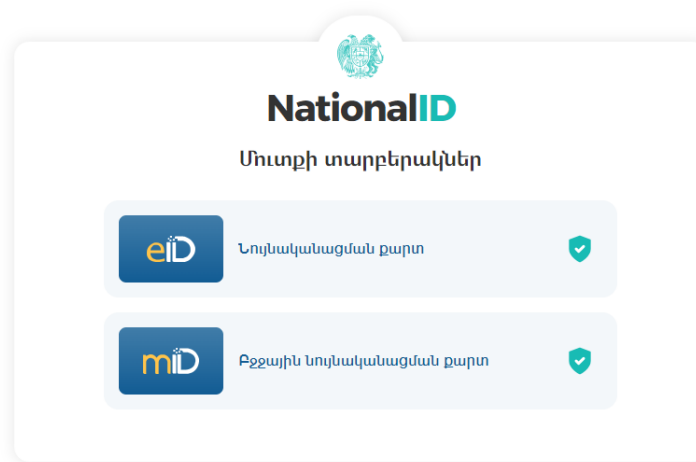 NationalID
Մուտքի տարբերակներ
eID
Նույնականացման քարտ
mID
Բջջային նույնականացման քարտ